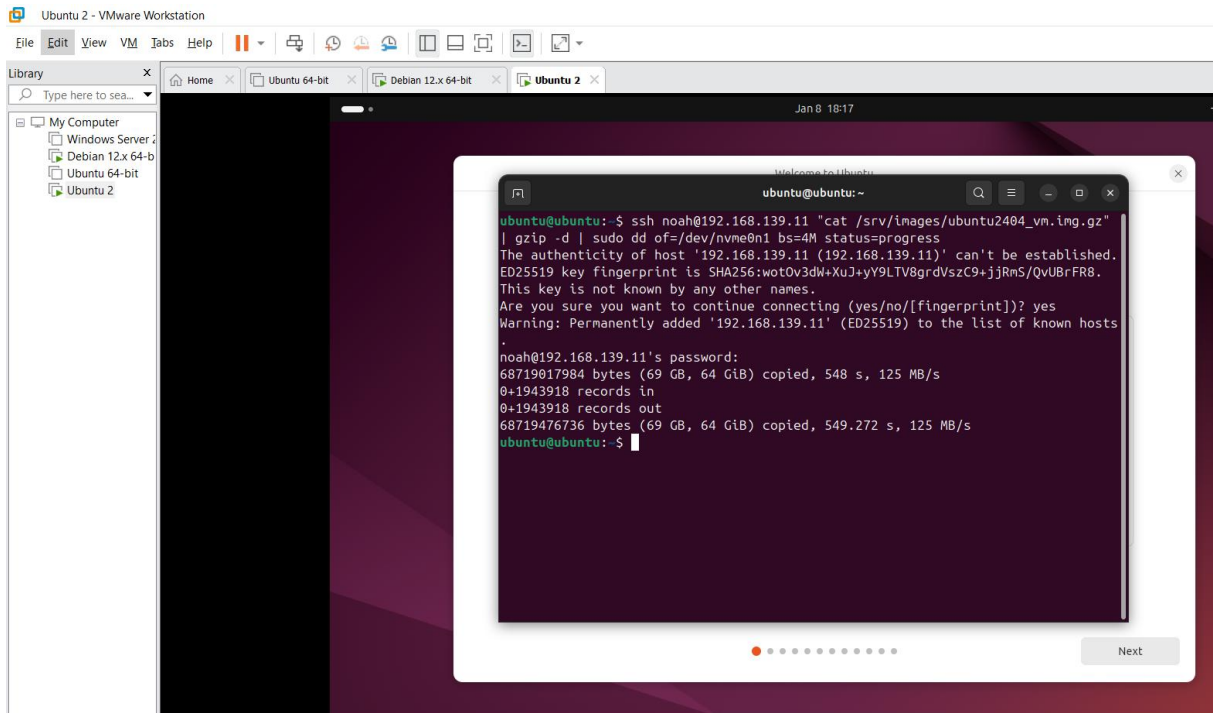 Ubuntu 2 - VMware Workstation
File Edit View VM Tabs Help
Library X
Type here to sea...
My Computer
Windows Server 2
Debian 12.x 64-b
Ubuntu 64-bit
Ubuntu 2
Home Ubuntu 64-bit Debian 12.x 64-bit Ubuntu 2
Jan 8 18:17
Welcome to Ubuntu
ubuntu@ubuntu: ~
ubuntu@ubuntu:~$ ssh noah@192.168.139.11 "cat /srv/images/ubuntu2404_vm.img.gz"
| gzip -d | sudo dd of=/dev/nvme0n1 bs=4M status=progress
The authenticity of host '192.168.139.11 (192.168.139.11)' can't be established.
ED25519 key fingerprint is SHA256:wotOv3dW+XuJ+yY9LTV8grdVszC9+jjRmS/QvUBrFR8.
This key is not known by any other names.
Are you sure you want to continue connecting (yes/no/[fingerprint])? yes
Warning: Permanently added '192.168.139.11' (ED25519) to the list of known hosts
.
noah@192.168.139.11's password:
68719017984 bytes (69 GB, 64 GiB) copied, 548 s, 125 MB/s
0+1943918 records in
0+1943918 records out
68719476736 bytes (69 GB, 64 GiB) copied, 549.272 s, 125 MB/s
ubuntu@ubuntu:~$
Next